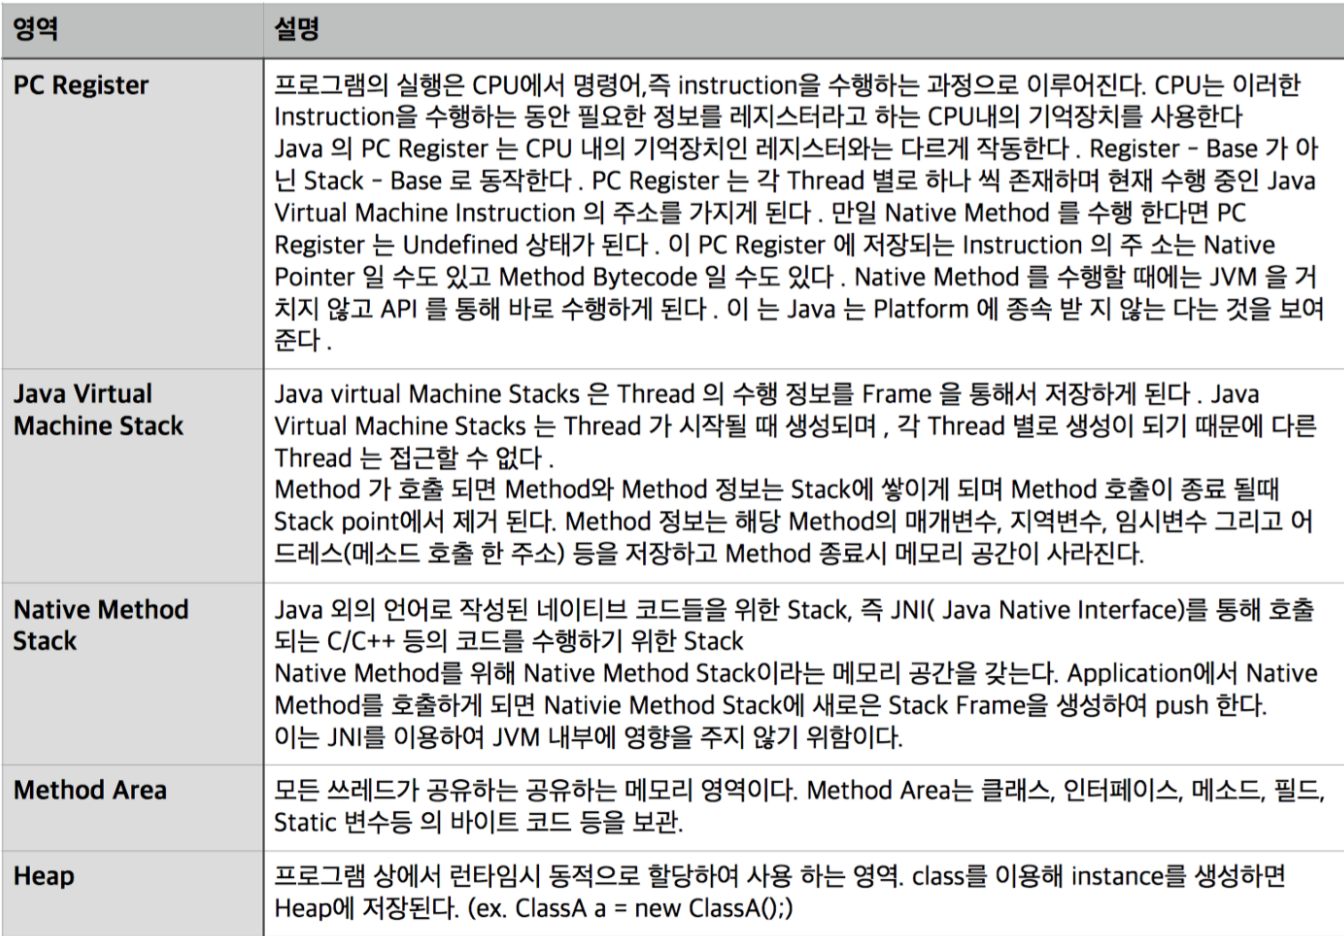 영역
설명
PC Register
프로그램의 실행은 CPU에서 명령어,즉 instruction을 수행하는 과정으로 이루어진다. CPU는 이러한
Instruction을 수행하는 동안 필요한 정보를 레지스터라고 하는 CPU내의 기억장치를 사용한다
Java 의 PC Register 는 CPU 내의 기억장치인 레지스터와는 다르게 작동한다 . Register - Base 가 아
닌 Stack - Base 로 동작한다 . PC Register 는 각 Thread 별로 하나 씩 존재하며 현재 수행 중인 Java
Virtual Machine Instruction 의 주소를 가지게 된다 . 만일 Native Method 를 수행 한다면 PC
Register 는 Undefined 상태가 된다 . 이 PC Register 에 저장되는 Instruction 의 주 소는 Native
Pointer 일 수도 있고 Method Bytecode 일 수도 있다 . Native Method 를 수행할 때에는 JVM 을 거
치지 않고 API 를 통해 바로 수행하게 된다 . 이 는 Java 는 Platform 에 종속 받 지 않는 다는 것을 보여
준다 .
Java Virtual
Machine Stack
Java virtual Machine Stacks 은 Thread 의 수행 정보를 Frame 을 통해서 저장하게 된다 . Java
Virtual Machine Stacks 는 Thread 가 시작될 때 생성되며 , 각 Thread 별로 생성이 되기 때문에 다른
Thread 는 접근할 수 없다 .
Method 가 호출 되면 Method와 Method 정보는 Stack에 쌓이게 되며 Method 호출이 종료 될때
Stack point에서 제거 된다. Method 정보는 해당 Method의 매개변수, 지역변수, 임시변수 그리고 어
드레스(메소드 호출 한 주소) 등을 저장하고 Method 종료시 메모리 공간이 사라진다.
Native Method
Stack
Java 외의 언어로 작성된 네이티브 코드들을 위한 Stack, 즉 JNI( Java Native Interface)를 통해 호출
되는 C/C++ 등의 코드를 수행하기 위한 Stack
Native Method를 위해 Native Method Stack이라는 메모리 공간을 갖는다. Application에서 Native
Method를 호출하게 되면 Nativie Method Stack에 새로은 Stack Frame을 생성하여 push 한다.
이는 JNI를 이용하여 JVM 내부에 영향을 주지 않기 위함이다.
Method Area
모든 쓰레드가 공유하는 공유하는 메모리 영역이다. Method Area는 클래스, 인터페이스, 메소드, 필드,
Static 변수등 의 바이트 코드 등을 보관.
Heap
프로그램 상에서 런타임시 동적으로 할당하여 사용 하는 영역. class를 이용해 instance를 생성하면
Heap에 저장된다. (ex. ClassA a = new ClassA();)